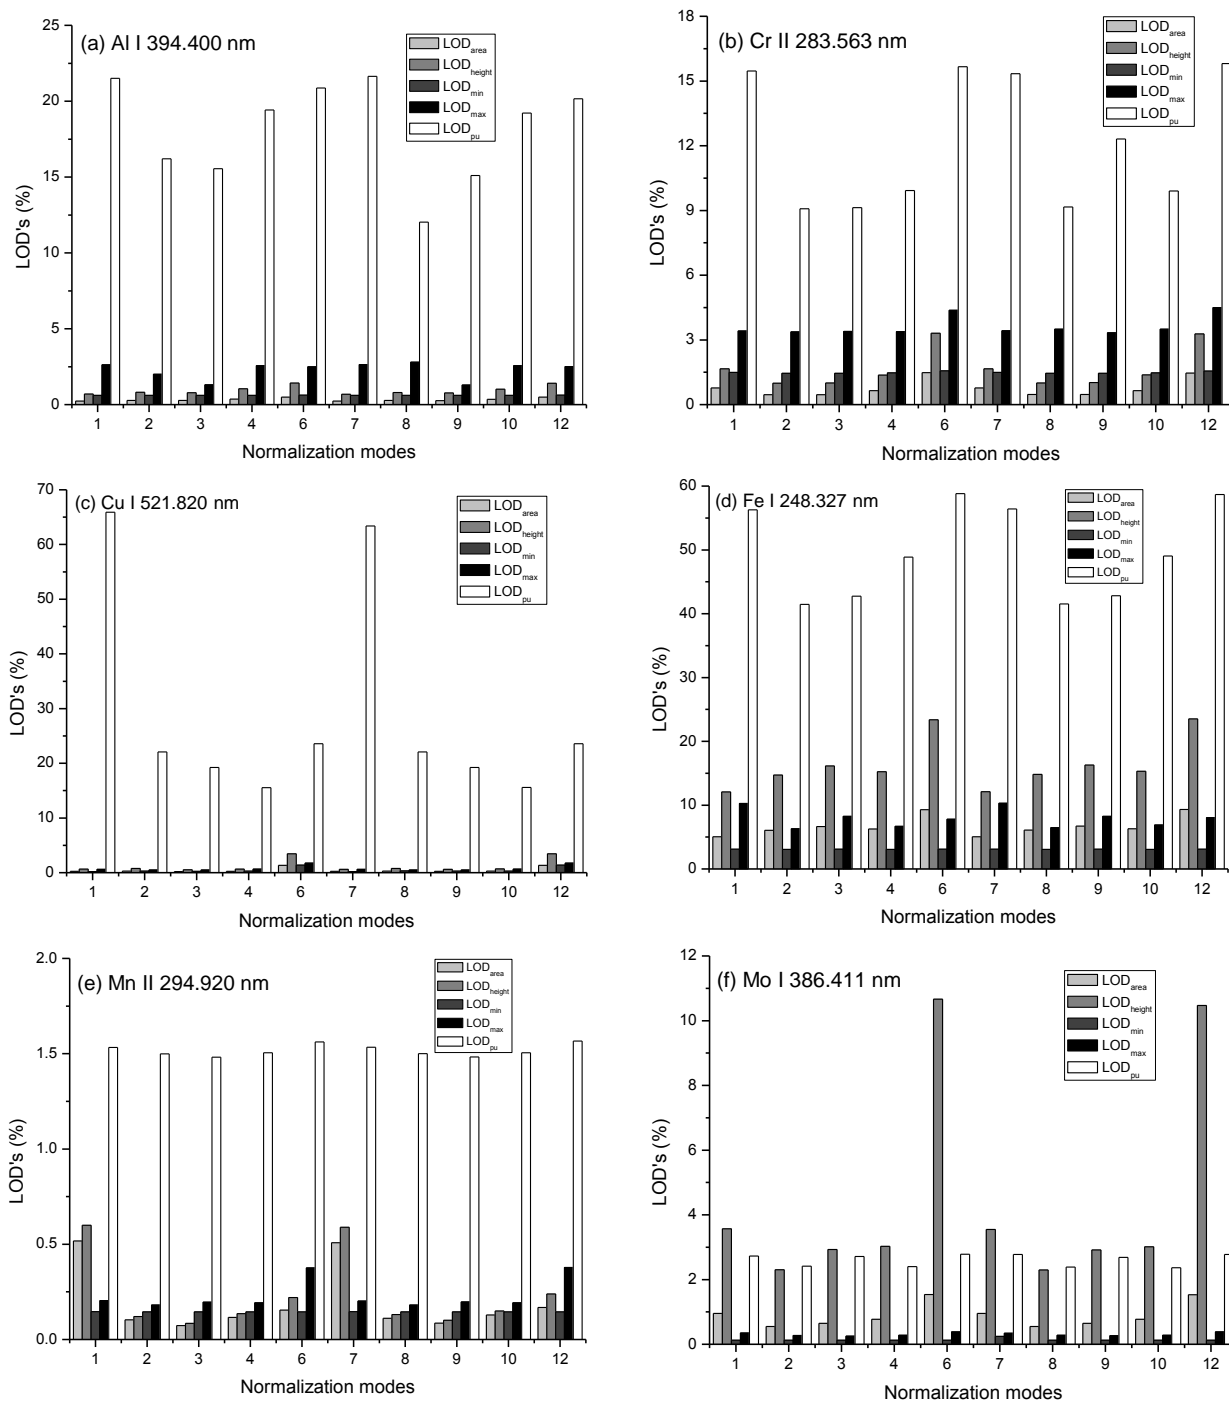 (a) Al I 394.400 nm
LOD_area
LOD_height
LOD_min
LOD_max
LOD_pu
25
20
15
10
5
0
LOD's (%)
1 2 3 4 6 7 8 9 10 12
Normalization modes
(b) Cr II 283.563 nm
LOD_area
LOD_height
LOD_min
LOD_max
LOD_pu
18
15
12
9
6
3
0
LOD's (%)
1 2 3 4 6 7 8 9 10 12
Normalization modes
(c) Cu I 521.820 nm
LOD_area
LOD_height
LOD_min
LOD_max
LOD_pu
70
60
50
40
30
20
10
0
LOD's (%)
1 2 3 4 6 7 8 9 10 12
Normalization modes
(d) Fe I 248.327 nm
LOD_area
LOD_height
LOD_min
LOD_max
LOD_pu
60
50
40
30
20
10
0
LOD's (%)
1 2 3 4 6 7 8 9 10 12
Normalization modes
(e) Mn II 294.920 nm
LOD_area
LOD_height
LOD_min
LOD_max
LOD_pu
2.0
1.5
1.0
0.5
0.0
LOD's (%)
1 2 3 4 6 7 8 9 10 12
Normalization modes
(f) Mo I 386.411 nm
LOD_area
LOD_height
LOD_min
LOD_max
LOD_pu
12
10
8
6
4
2
0
LOD's (%)
1 2 3 4 6 7 8 9 10 12
Normalization modes